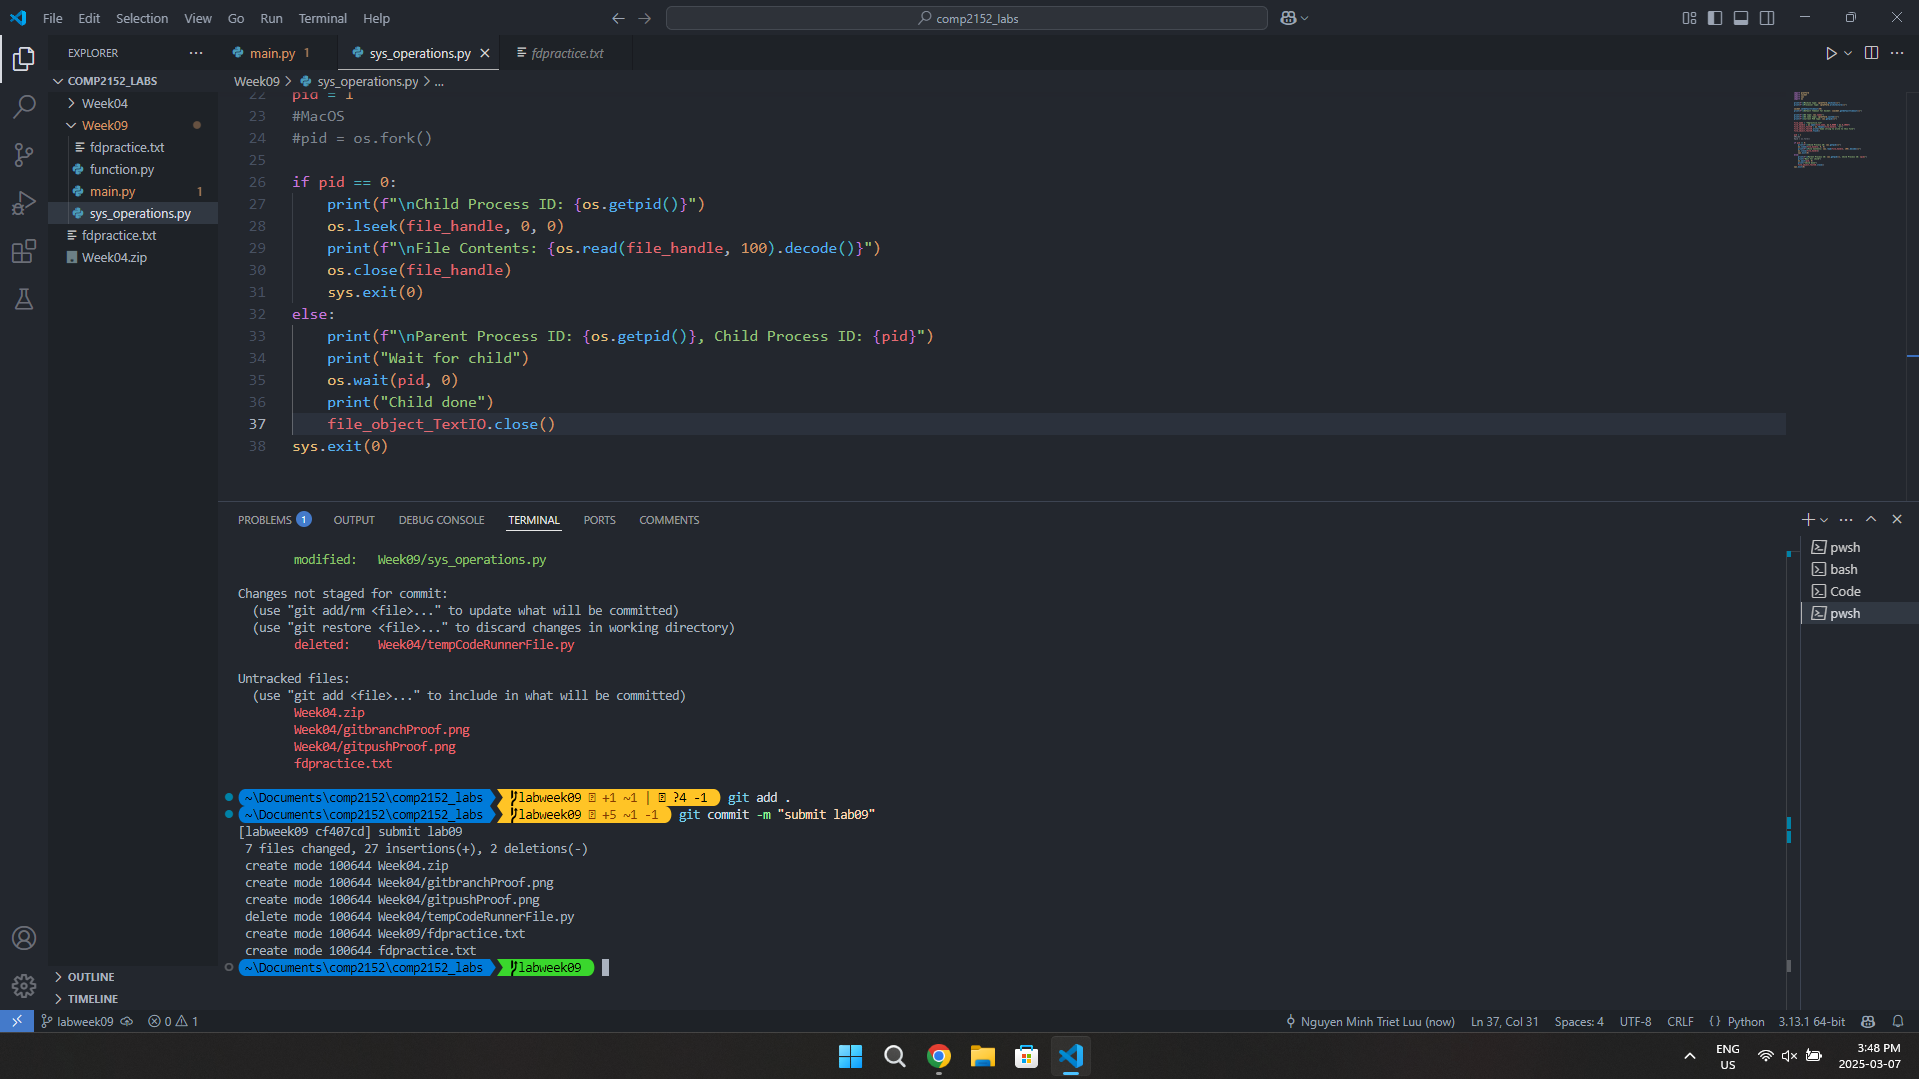 File Edit Selection View Go Run Terminal Help
comp2152_labs
EXPLORER
main.py 1
sys_operations.py
fdpractice.txt
COMP2152_LABS
Week04
Week09
fdpractice.txt
function.py
main.py 1
sys_operations.py
fdpractice.txt
Week04.zip
OUTLINE
TIMELINE
Week09 > sys_operations.py > ...
22 pid = 1
23 #MacOS
24 #pid = os.fork()
25
26 if pid == 0:
27 print(f"\nChild Process ID: {os.getpid()}")
28 os.lseek(file_handle, 0, 0)
29 print(f"\nFile Contents: {os.read(file_handle, 100).decode()}")
30 os.close(file_handle)
31 sys.exit(0)
32 else:
33 print(f"\nParent Process ID: {os.getpid()}, Child Process ID: {pid}")
34 print("Wait for child")
35 os.wait(pid, 0)
36 print("Child done")
37 file_object_TextIO.close()
38 sys.exit(0)
PROBLEMS 1 OUTPUT DEBUG CONSOLE TERMINAL PORTS COMMENTS
pwsh
bash
Code
pwsh
modified: Week09/sys_operations.py
Changes not staged for commit:
(use "git add/rm <file>..." to update what will be committed)
(use "git restore <file>..." to discard changes in working directory)
deleted: Week04/tempCodeRunnerFile.py
Untracked files:
(use "git add <file>..." to include in what will be committed)
Week04.zip
Week04/gitbranchProof.png
Week04/gitpushProof.png
fdpractice.txt
~\Documents\comp2152\comp2152_labs labweek09 +1 ~1 | ?4 -1 git add .
~\Documents\comp2152\comp2152_labs labweek09 +5 ~1 -1 git commit -m "submit lab09"
[labweek09 cf407cd] submit lab09
7 files changed, 27 insertions(+), 2 deletions(-)
create mode 100644 Week04.zip
create mode 100644 Week04/gitbranchProof.png
create mode 100644 Week04/gitpushProof.png
delete mode 100644 Week04/tempCodeRunnerFile.py
create mode 100644 Week09/fdpractice.txt
create mode 100644 fdpractice.txt
~\Documents\comp2152\comp2152_labs labweek09
labweek09 0 1
Nguyen Minh Triet Luu (now) Ln 37, Col 31 Spaces: 4 UTF-8 CRLF {} Python 3.13.1 64-bit
ENG
US
3:48 PM
2025-03-07